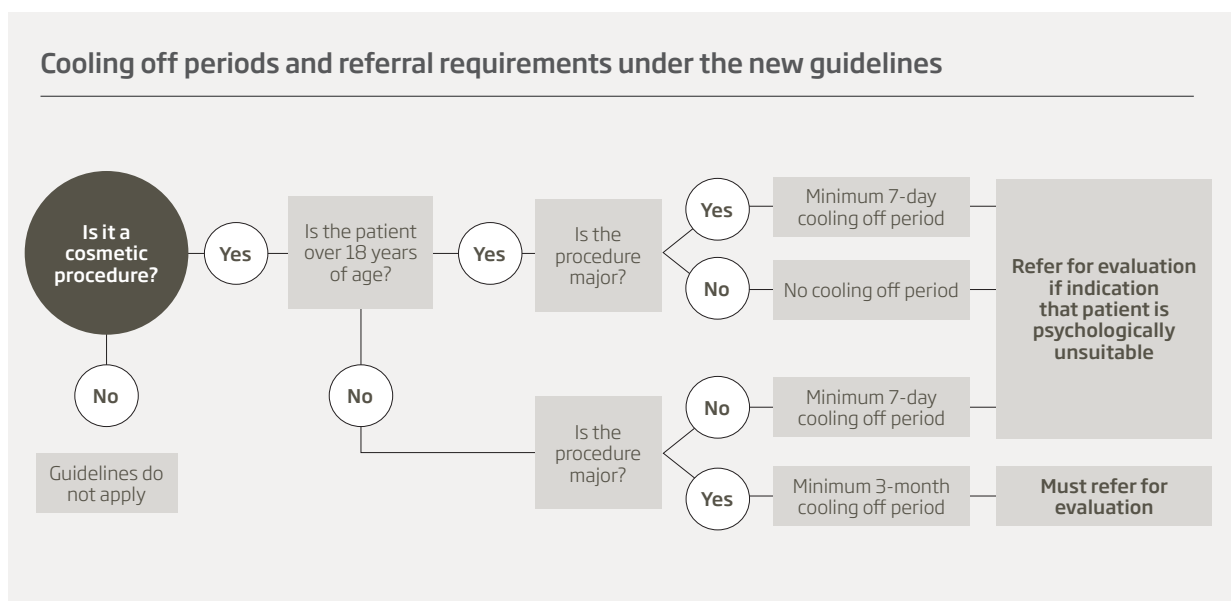 Cooling off periods and referral requirements under the new guidelines
Is it a
cosmetic
procedure?
Yes
Is the patient
over 18 years
of age?
Yes
Is the
procedure
major?
Yes
Minimum 7-day
cooling off period
No
No cooling off period
Refer for evaluation
if indication
that patient is
psychologically
unsuitable
No
Guidelines do
not apply
No
Is the
procedure
major?
No
Minimum 7-day
cooling off period
Yes
Minimum 3-month
cooling off period
Must refer for
evaluation